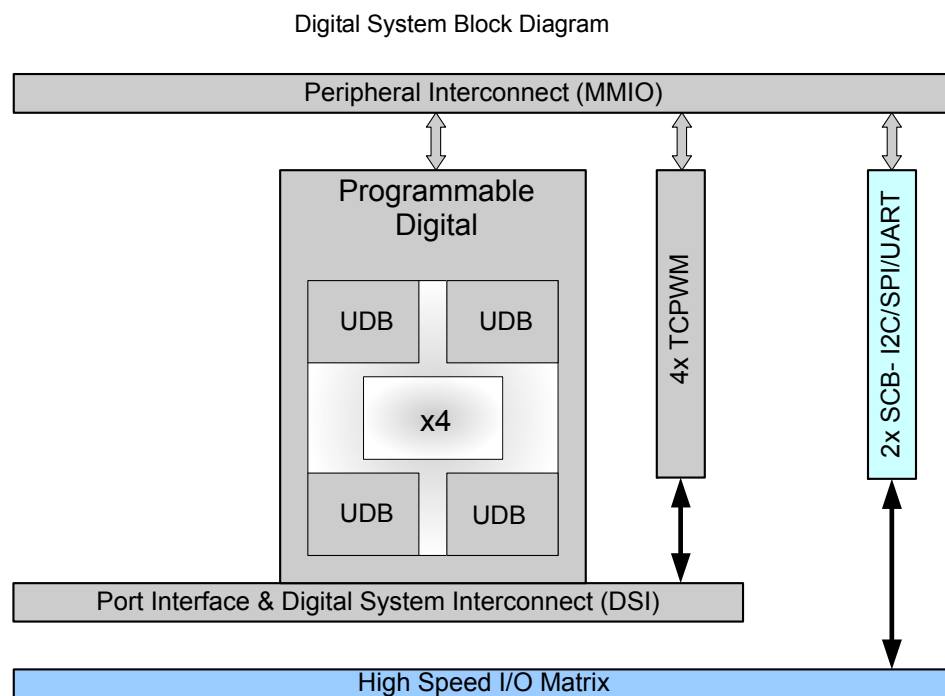 Digital System Block Diagram
Peripheral Interconnect (MMIO)
Programmable
Digital
UDB
UDB
x4
UDB
UDB
4x TCPWM
2x SCB- I2C/SPI/UART
Port Interface & Digital System Interconnect (DSI)
High Speed I/O Matrix